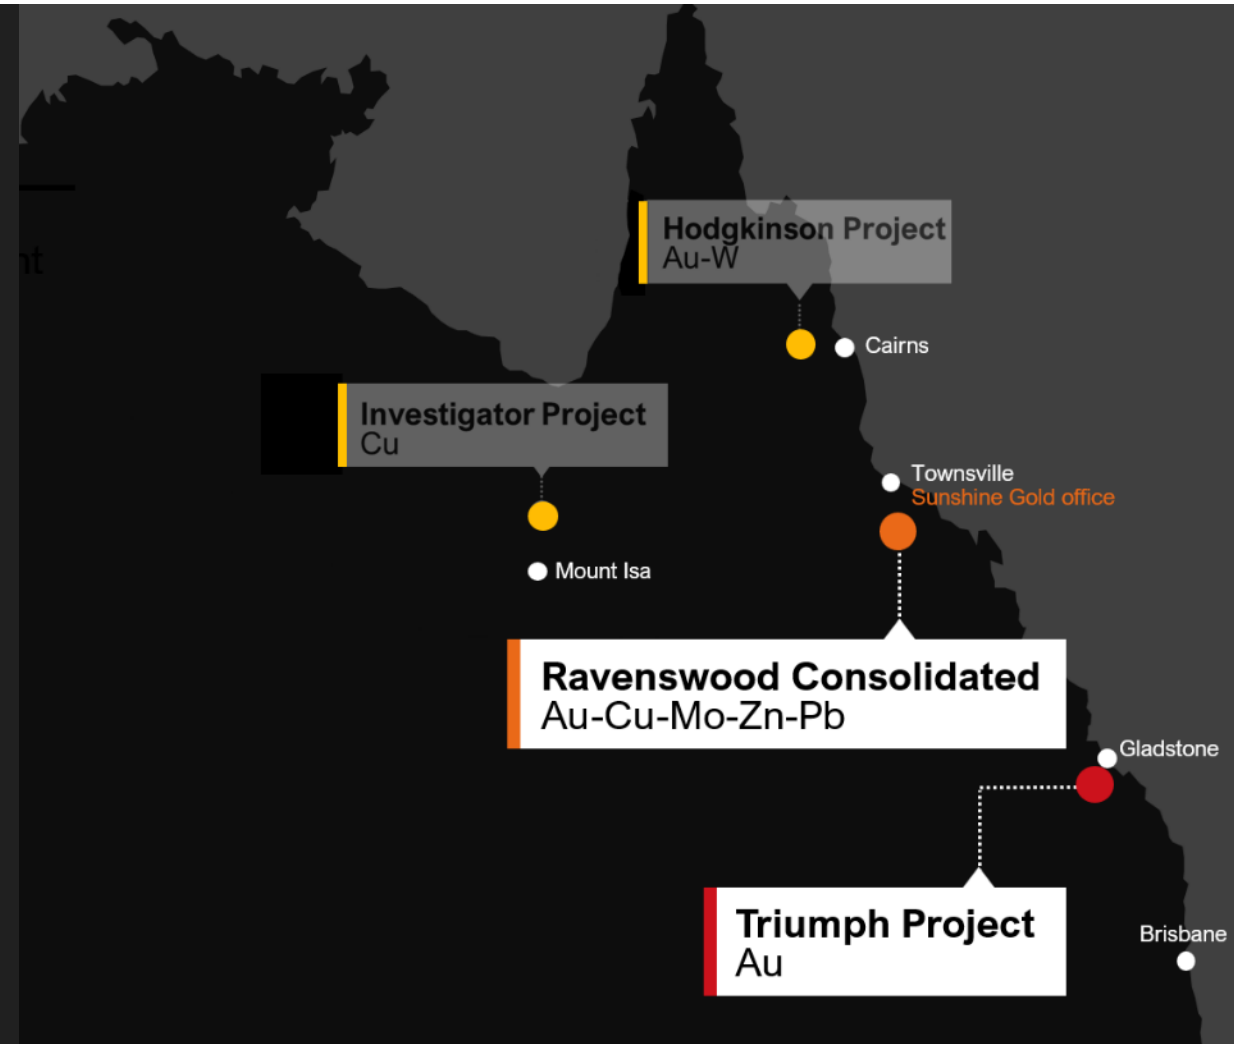 nt
Hodgkinson Project
Au-W
Cairns
Investigator Project
Cu
Townsville
Sunshine Gold office
Mount Isa
Ravenswood Consolidated
Au-Cu-Mo-Zn-Pb
Gladstone
Triumph Project
Au
Brisbane